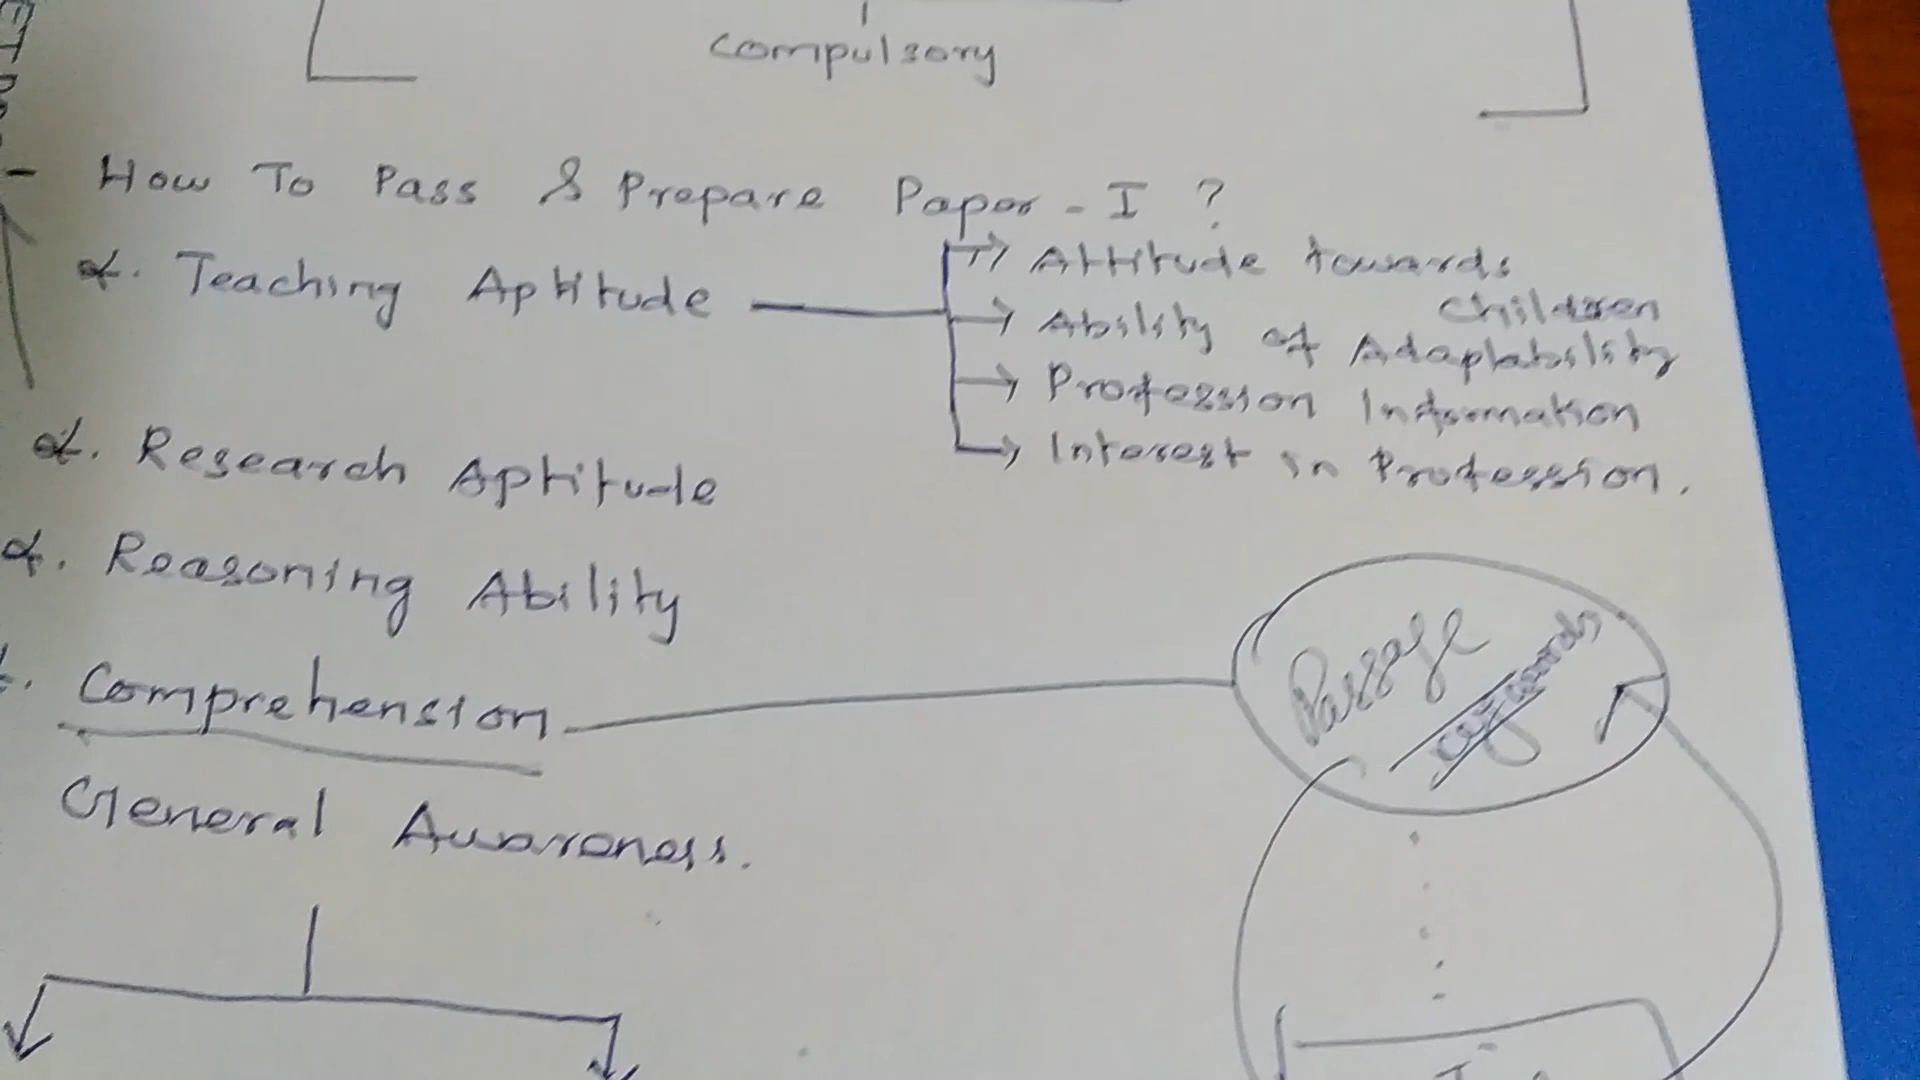 Compulsory
- How To Pass & Prepare Paper - I ?
Teaching Aptitude
Attitude towards
children
Ability of Adaptability
Profession Information
Interest in Profession.
Research Aptitude
Reasoning Ability
Comprehension
Passage
Keywords
General Awareness.